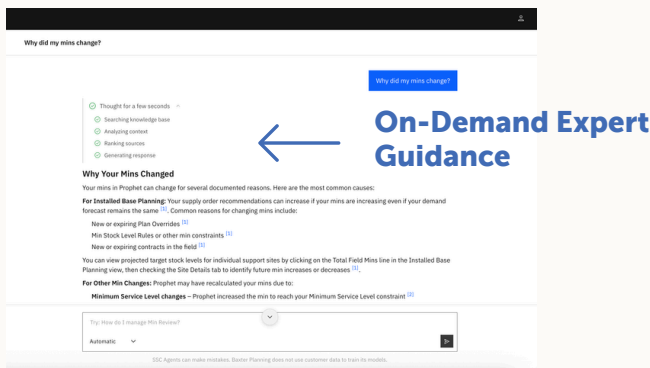 Why did my mins change?
Why did my mins change?
Thought for a few seconds
Searching knowledge base
Analyzing context
Ranking sources
Generating response
On-Demand Expert
Guidance
Why Your Mins Changed
Your mins in Prophet can change for several documented reasons. Here are the most common causes:
For Installed Base Planning: Your supply order recommendations can increase if your mins are increasing even if your demand
forecast remains the same [1]. Common reasons for changing mins include:
New or expiring Plan Overrides [1]
Min Stock Level Rules or other min constraints [1]
New or expiring contracts in the field [1]
You can view projected target stock levels for individual support sites by clicking on the Total Field Mins line in the Installed Base
Planning view, then checking the Site Details tab to identify future min increases or decreases [1].
For Other Min Changes: Prophet may have recalculated your mins due to:
Minimum Service Level changes – Prophet increased the min to reach your Minimum Service Level constraint [2]
Try: How do I manage Min Review?
Automatic
SSC Agents can make mistakes. Baxter Planning does not use customer data to train its models.